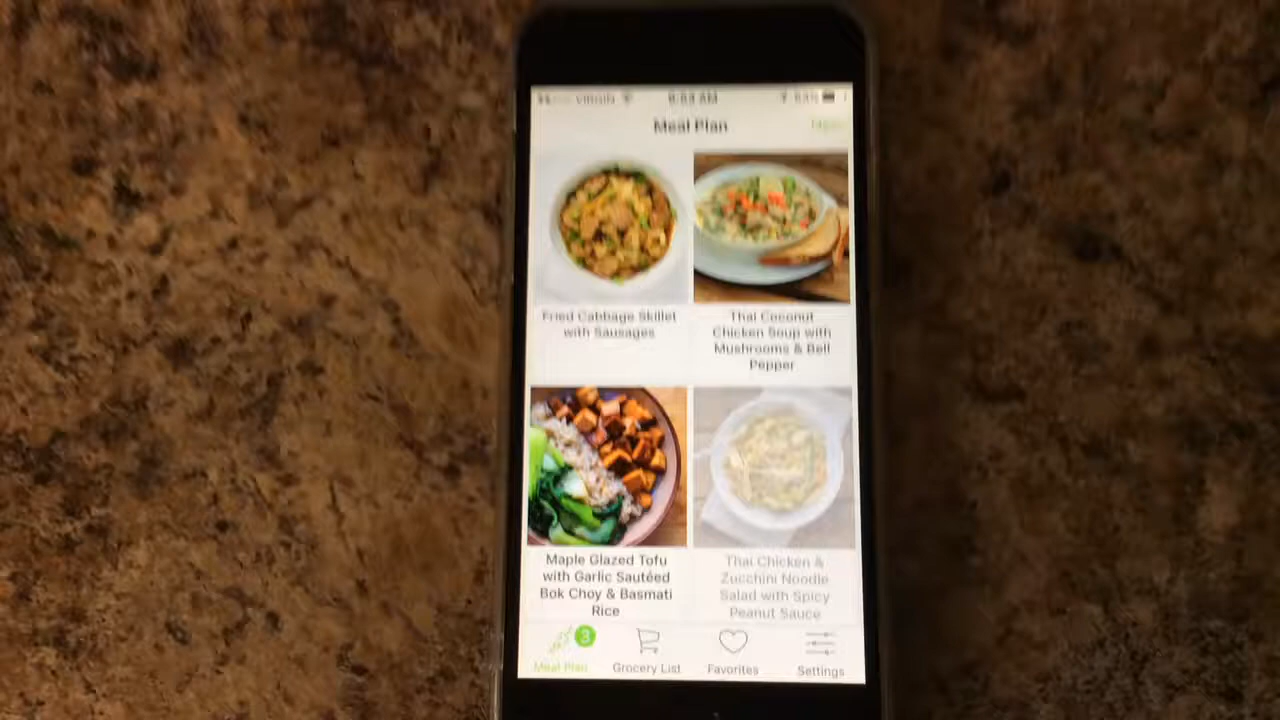 Meal Plan
Fried Cabbage Skillet
with Sausages
Thai Coconut
Chicken Soup with
Mushrooms & Bell
Pepper
Maple Glazed Tofu
with Garlic Sautéed
Bok Choy & Basmati
Rice
Thai Chicken &
Zucchini Noodle
Salad with Spicy
Peanut Sauce
3
Meal Plan
Grocery List
Favorites
Settings